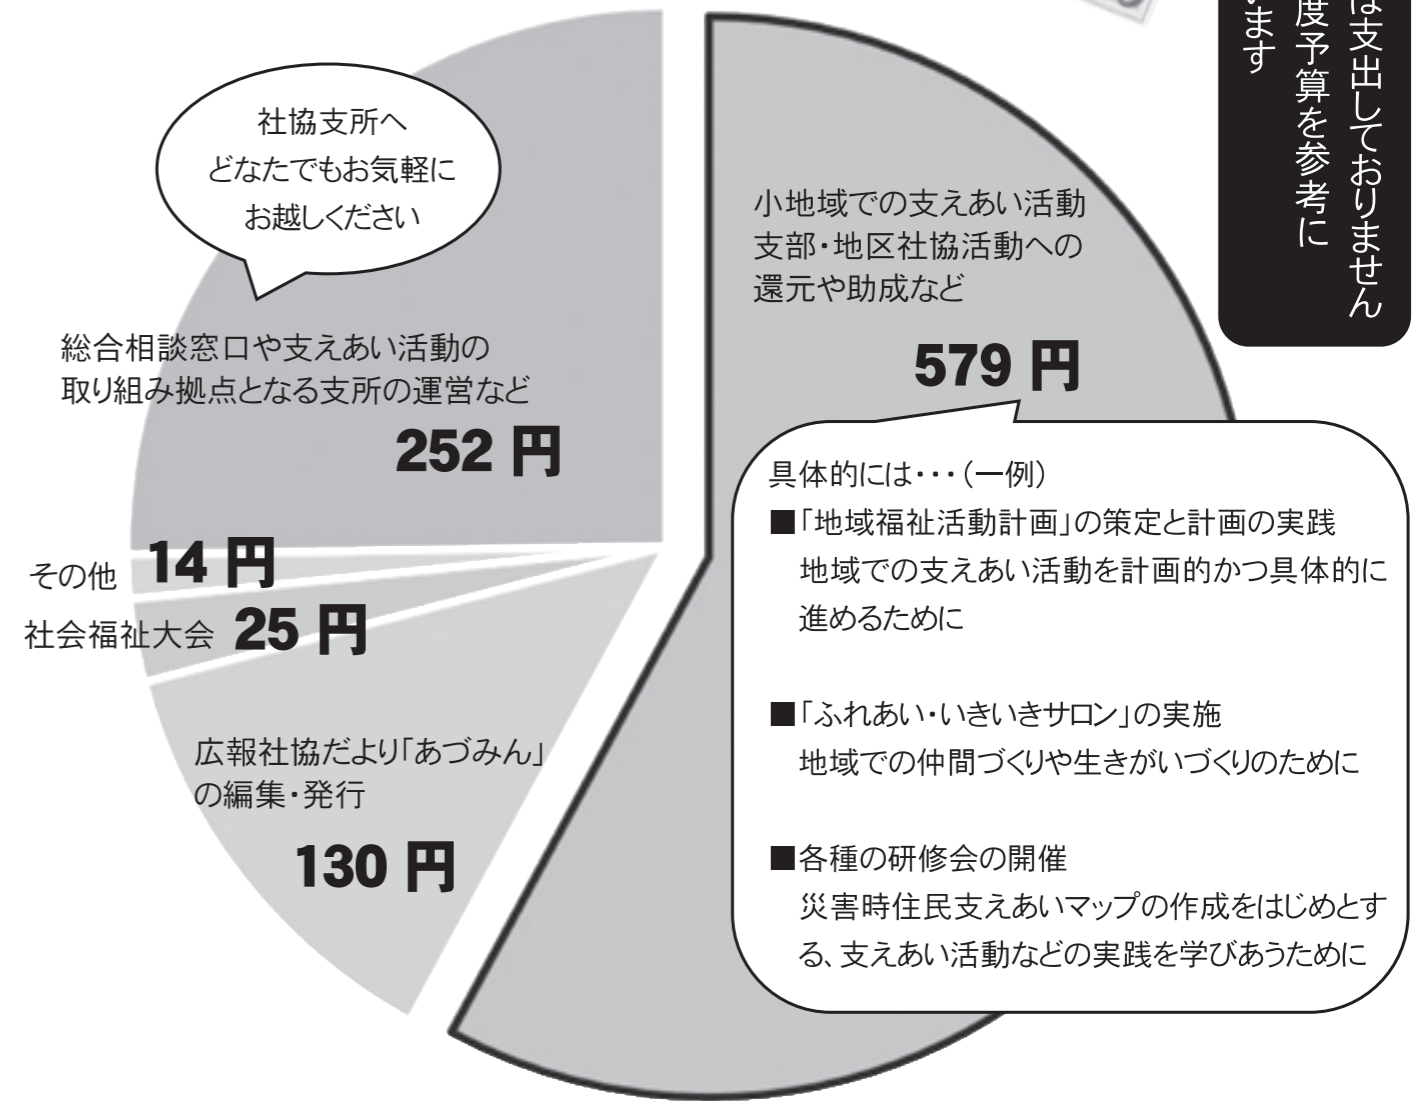 は支出しておりません
度予算を参考に
います
社協支所へ
どなたでもお気軽に
お越しください
小地域での支えあい活動
支部・地区社協活動への
還元や助成など
579 円
総合相談窓口や支えあい活動の
取り組み拠点となる支所の運営など
252 円
その他 14 円
社会福祉大会 25 円
広報社協だより「あづみん」
の編集・発行
130 円
具体的には・・・(一例)
■「地域福祉活動計画」の策定と計画の実践
地域での支えあい活動を計画的かつ具体的に
進めるために
■「ふれあい・いきいきサロン」の実施
地域での仲間づくりや生きがいづくりのために
■各種の研修会の開催
災害時住民支えあいマップの作成をはじめとす
る、支えあい活動などの実践を学びあうために